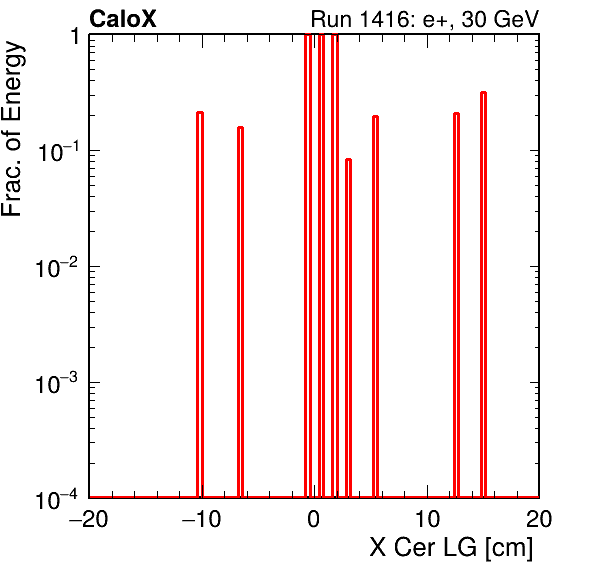 CaloX Run 1416: e+, 30 GeV
Frac. of Energy
1
10⁻¹
10⁻²
10⁻³
10⁻⁴
−20 −10 0 10 20
X Cer LG [cm]